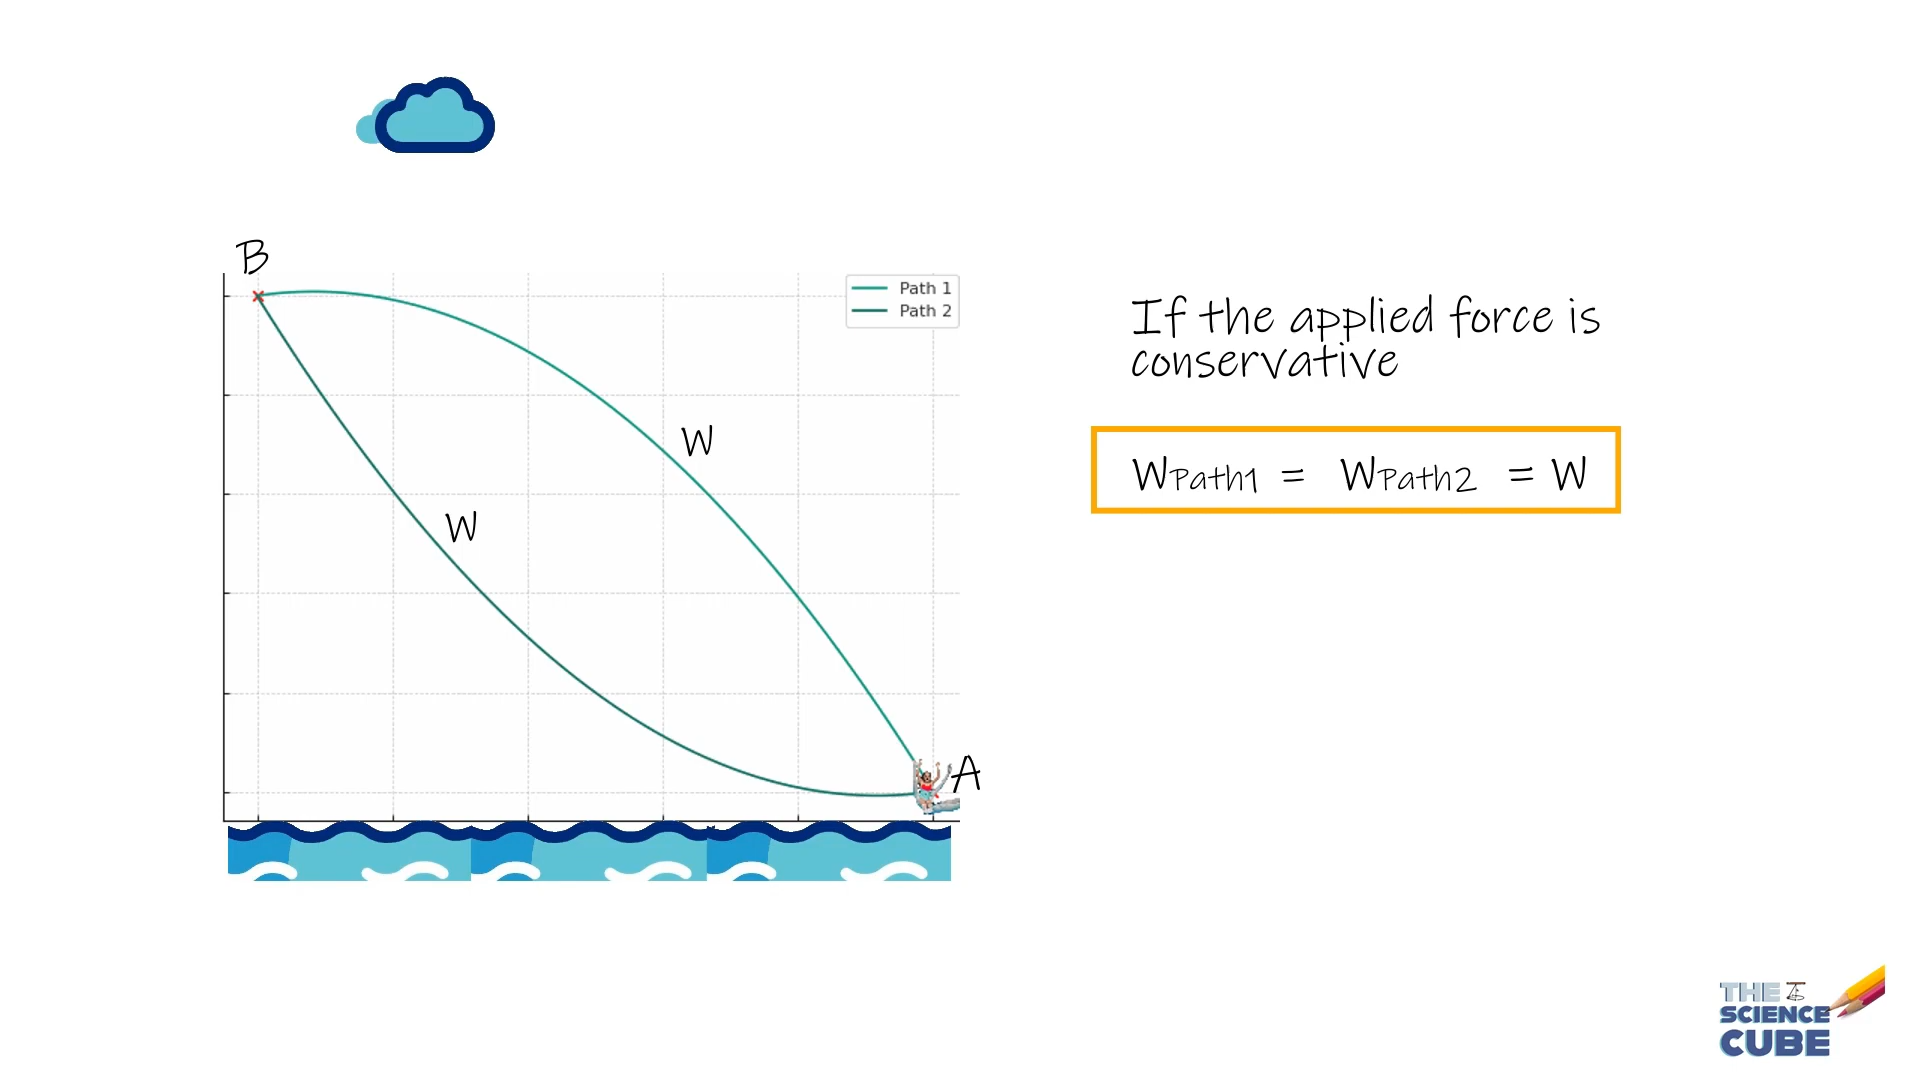 B
Path 1
Path 2
W
W
A
If the applied force is
conservative
WPath1 = WPath2 = W
THE
SCIENCE
CUBE